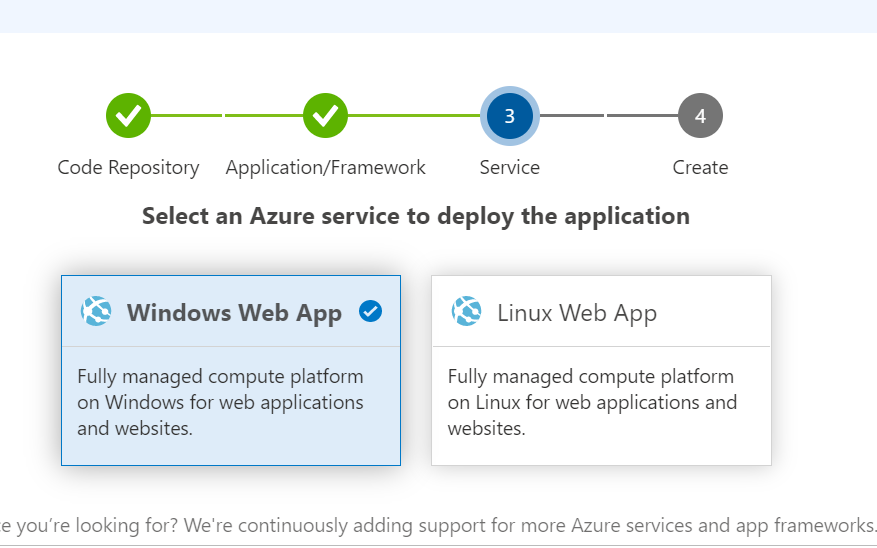 3
4
Code Repository
Application/Framework
Service
Create
Select an Azure service to deploy the application
Windows Web App
Fully managed compute platform
on Windows for web applications
and websites.
Linux Web App
Fully managed compute platform
on Linux for web applications and
websites.
you’re looking for? We're continuously adding support for more Azure services and app frameworks.